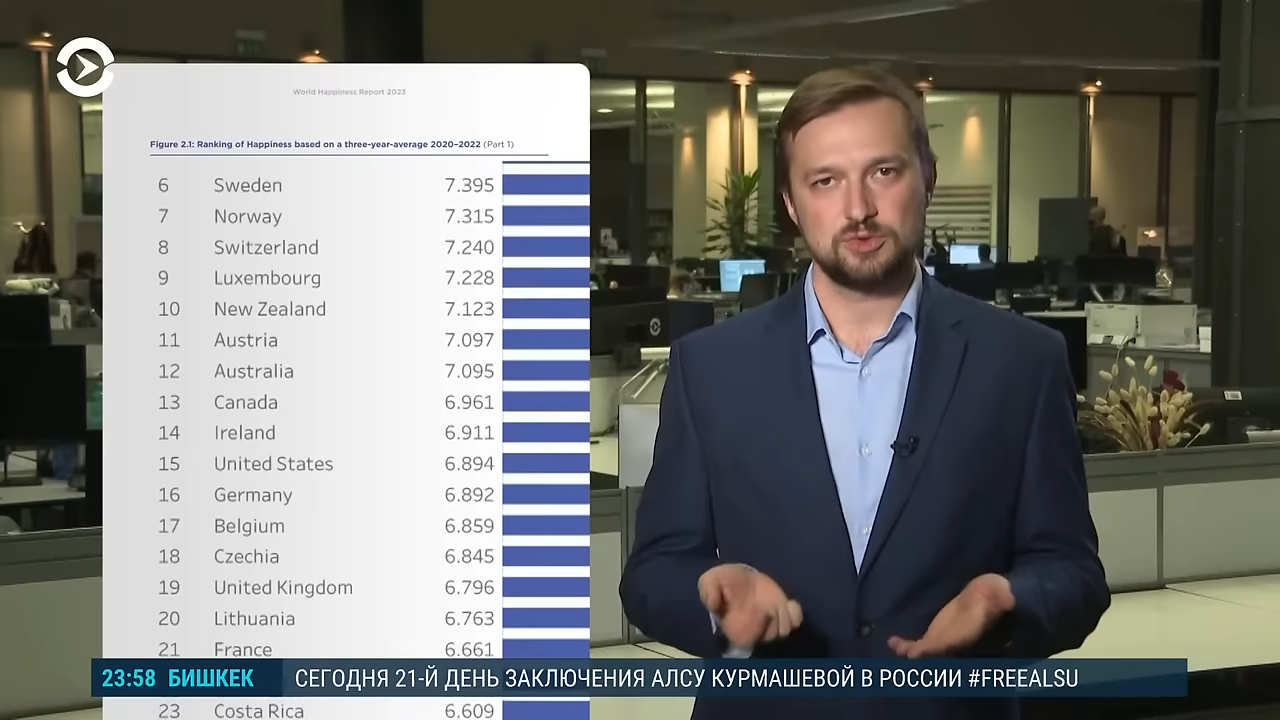 World Happiness Report 2023
Figure 2.1: Ranking of Happiness based on a three-year-average 2020–2022 (Part 1)
6 Sweden 7.395
7 Norway 7.315
8 Switzerland 7.240
9 Luxembourg 7.228
10 New Zealand 7.123
11 Austria 7.097
12 Australia 7.095
13 Canada 6.961
14 Ireland 6.911
15 United States 6.894
16 Germany 6.892
17 Belgium 6.859
18 Czechia 6.845
19 United Kingdom 6.796
20 Lithuania 6.763
21 France 6.661
23:58 БИШКЕК СЕГОДНЯ 21-Й ДЕНЬ ЗАКЛЮЧЕНИЯ АЛСУ КУРМАШЕВОЙ В РОССИИ #FREEALSU
23 Costa Rica 6.609